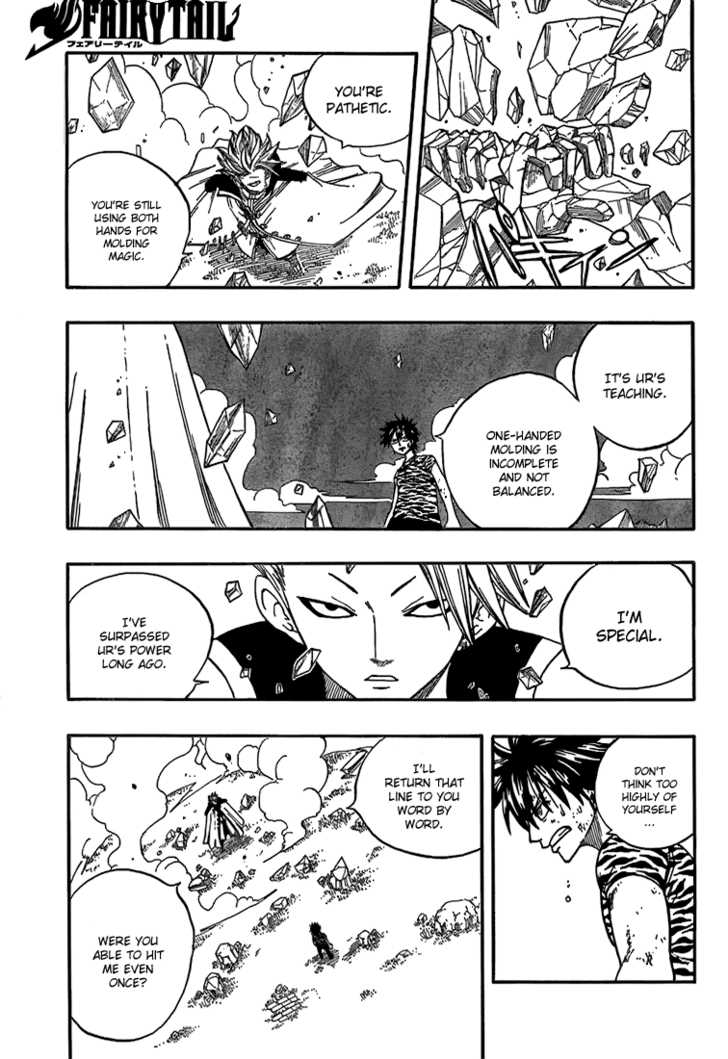 FAIRY TAIL
フェアリーテイル
YOU'RE
PATHETIC.
YOU'RE STILL
USING BOTH
HANDS FOR
MOLDING
MAGIC.
IT'S UR'S
TEACHING.
ONE-HANDED
MOLDING IS
INCOMPLETE
AND NOT
BALANCED.
I'M
SPECIAL.
I'VE
SURPASSED
UR'S POWER
LONG AGO.
DON'T
THINK TOO
HIGHLY OF
YOURSELF
...
I'LL
RETURN THAT
LINE TO YOU
WORD BY
WORD.
WERE YOU
ABLE TO HIT
ME EVEN
ONCE?